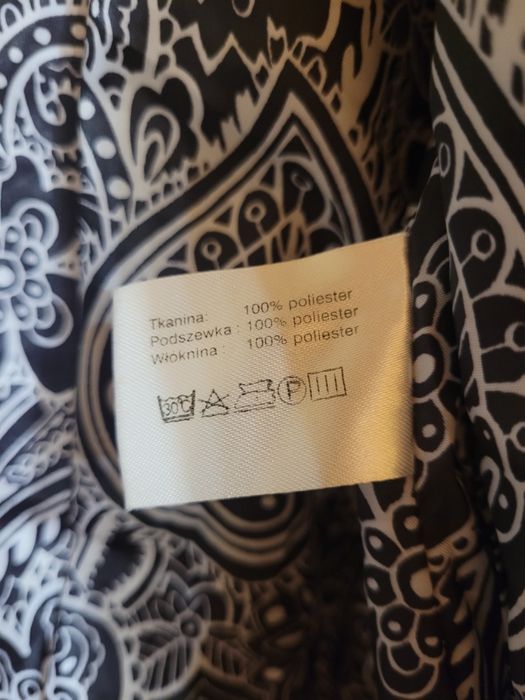 Tkanina: 100% poliester
Podszewka : 100% poliester
Włoknina : 100% poliester
30°C P